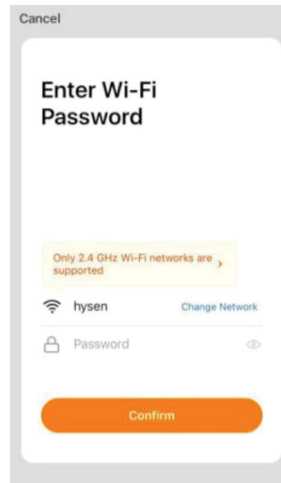 Cancel
Enter Wi-Fi
Password
Only 2.4 GHz Wi-Fi networks are
supported
hysen Change Network
Password
Confirm